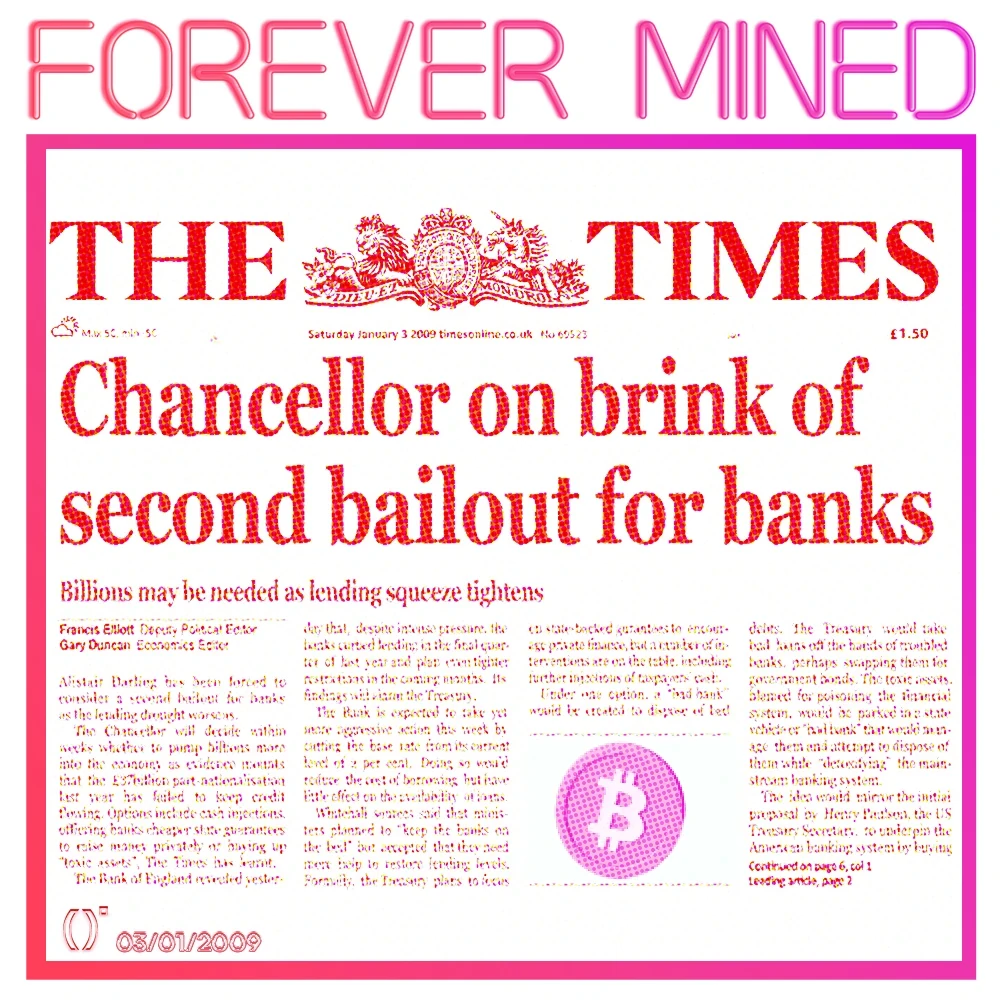 FOREVER MINED
THE TIMES
DIEU·ET MON·DROI
Max 5C, min -5C
Saturday January 3 2009 timesonline.co.uk No 69523
£1.50
Chancellor on brink of
second bailout for banks
Billions may be needed as lending squeeze tightens
Francis Elliott Deputy Political Editor
Gary Duncan Economics Editor
Alistair Darling has been forced to
consider a second bailout for banks
as the lending drought worsens.
The Chancellor will decide within
weeks whether to pump billions more
into the economy as evidence mounts
that the £37billion part-nationalisation
last year has failed to keep credit
flowing. Options include cash injections,
offering banks cheaper state guarantees
to raise money privately or buying up
"toxic assets", The Times has learnt.
The Bank of England revealed yester-
day that, despite intense pressure, the
banks curbed lending in the final quar-
ter of last year and plan even tighter
restrictions in the coming months. Its
findings will alarm the Treasury.
The Bank is expected to take yet
more aggressive action this week by
cutting the base rate from its current
level of 2 per cent. Doing so would
reduce the cost of borrowing but have
little effect on the availability of loans.
Whitehall sources said that minis-
ters planned to "keep the banks on
the boil" but accepted that they need
more help to restore lending levels.
Formally, the Treasury plans to focus
on state-backed gurantees to encour-
age private finance, but a number of in-
terventions are on the table, including
further injections of taxpayers' cash.
Under one option, a "bad bank"
would be created to dispose of bad
debts. The Treasury would take
bad loans off the hands of troubled
banks, perhaps swapping them for
government bonds. The toxic assets,
blamed for poisoning the financial
system, would be parked in a state
vehicle or "bad bank" that would man-
age them and attempt to dispose of
them while "detoxifying" the main-
stream banking system.
The idea would mirror the initial
proposal by Henry Paulson, the US
Treasury Secretary, to underpin the
American banking system by buying
Continued on page 6, col 1
Leading article, page 2
03/01/2009